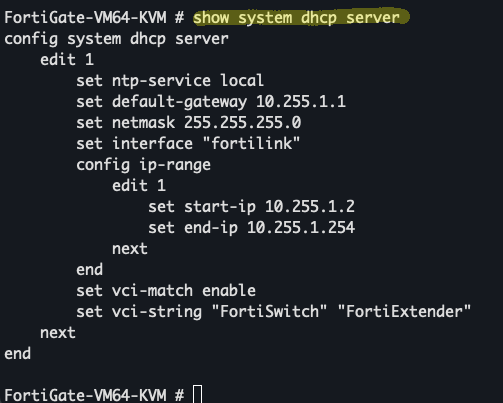 FortiGate-VM64-KVM # show system dhcp server
config system dhcp server
    edit 1
        set ntp-service local
        set default-gateway 10.255.1.1
        set netmask 255.255.255.0
        set interface "fortilink"
        config ip-range
            edit 1
                set start-ip 10.255.1.2
                set end-ip 10.255.1.254
            next
        end
        set vci-match enable
        set vci-string "FortiSwitch" "FortiExtender"
    next
end
FortiGate-VM64-KVM #